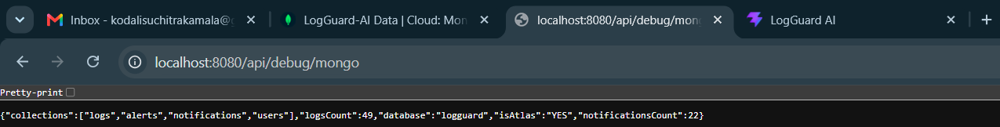 Inbox - kodalisuchitrakamala@g
LogGuard-AI Data | Cloud: Mon
localhost:8080/api/debug/mon
LogGuard AI
localhost:8080/api/debug/mongo
Pretty-print
{"collections":["logs","alerts","notifications","users"],"logsCount":49,"database":"logguard","isAtlas":"YES","notificationsCount":22}